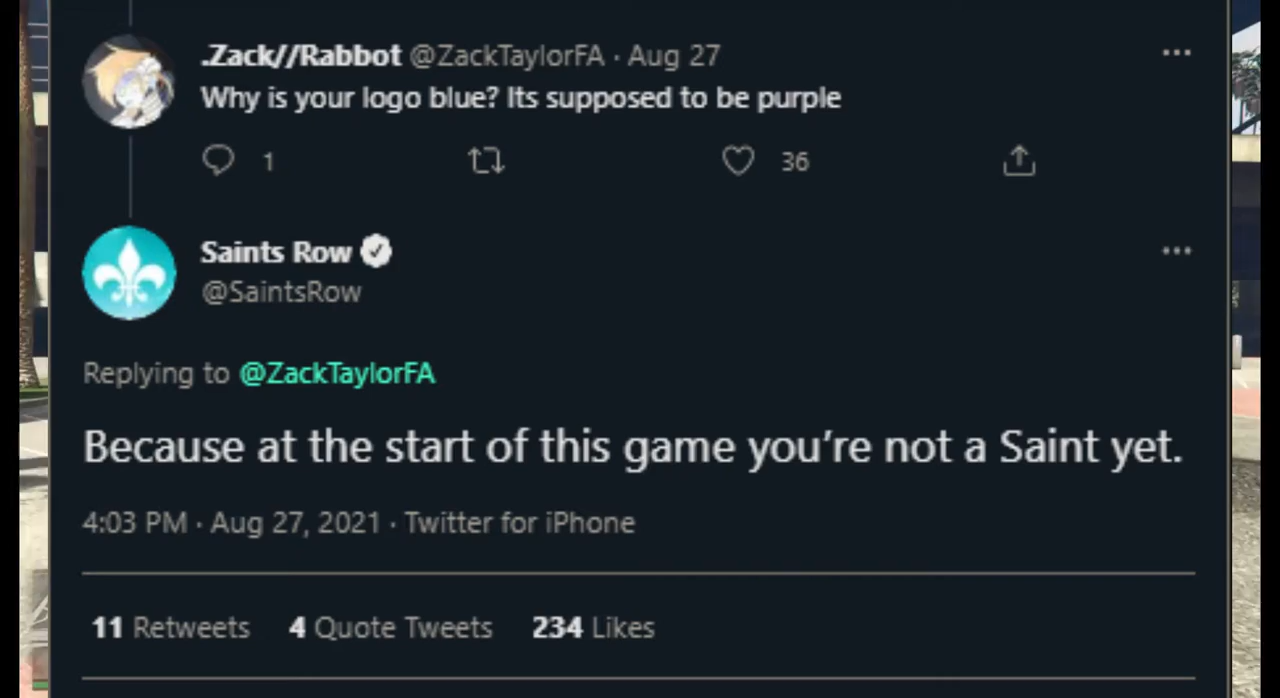 .Zack//Rabbot @ZackTaylorFA · Aug 27
Why is your logo blue? Its supposed to be purple
1 36
Saints Row
@SaintsRow
Replying to @ZackTaylorFA
Because at the start of this game you’re not a Saint yet.
4:03 PM · Aug 27, 2021 · Twitter for iPhone
11 Retweets 4 Quote Tweets 234 Likes